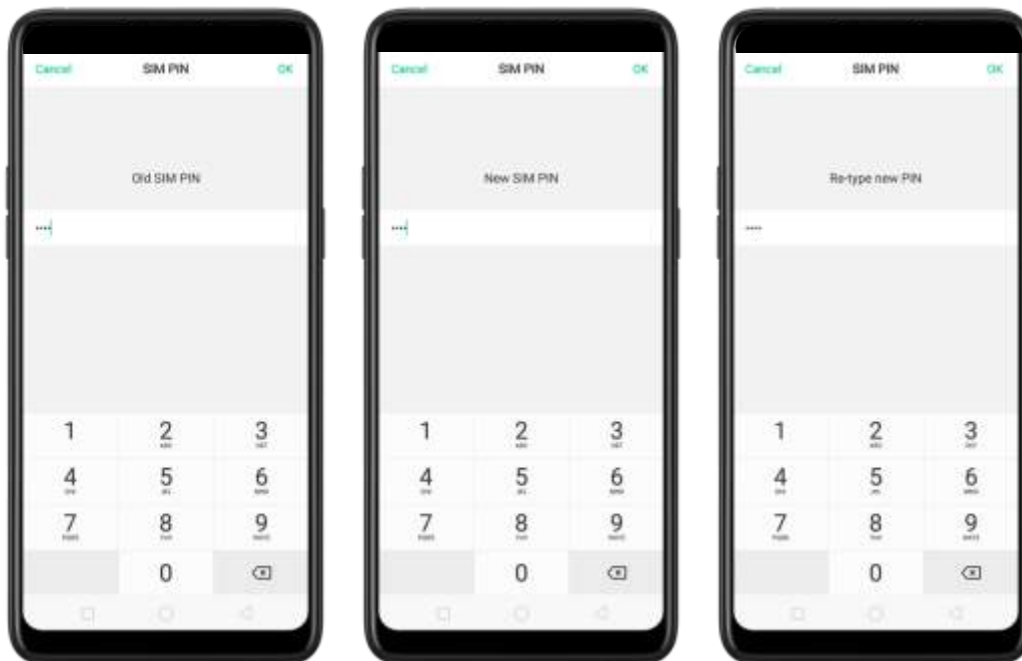 Cancel SIM PIN OK
Old SIM PIN
••••
1 2 3
4 5 6
7 8 9
0
Cancel SIM PIN OK
New SIM PIN
••••
1 2 3
4 5 6
7 8 9
0
Cancel SIM PIN OK
Re-type new PIN
••••
1 2 3
4 5 6
7 8 9
0